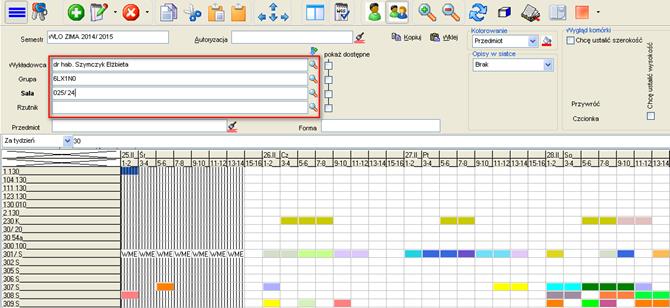 Semestr WLO ZIMA 2014/ 2015 Autoryzacja: Kopiuj Wklej
Kolorowanie
Przedmiot
Opisy w siatce
Brak
Wygląd komórki
Chcę ustalić szerokość
Chcę ustalić wysokość
Przywróć
Czcionka
pokaż dostępne
Wykładowca dr hab. Szymczyk Elżbieta
Grupa 6LX1N0
Sala 025/ 24
Rzutnik
Przedmiot Forma
Za tydzień 30
25.II Śr 26.II Cz 27.II Pt 28.II So
1-2 3-4 5-6 7-8 9-10 11-12 13-14 15-16 1-2 3-4 5-6 7-8 9-10 11-12 13-14 15-16 1-2 3-4 5-6 7-8 9-10 11-12 13-14 15-16 1-2 3-4 5-6 7-8 9-10 11-12 13-14
1 130
104 130
111 130
123 130
130 010
2 130
230 K
30/ 20
30 54a
300 100
301/ S WME WME WME WME WME WME WME
302 S
305 S
306 S
307 S
308 S
309 S